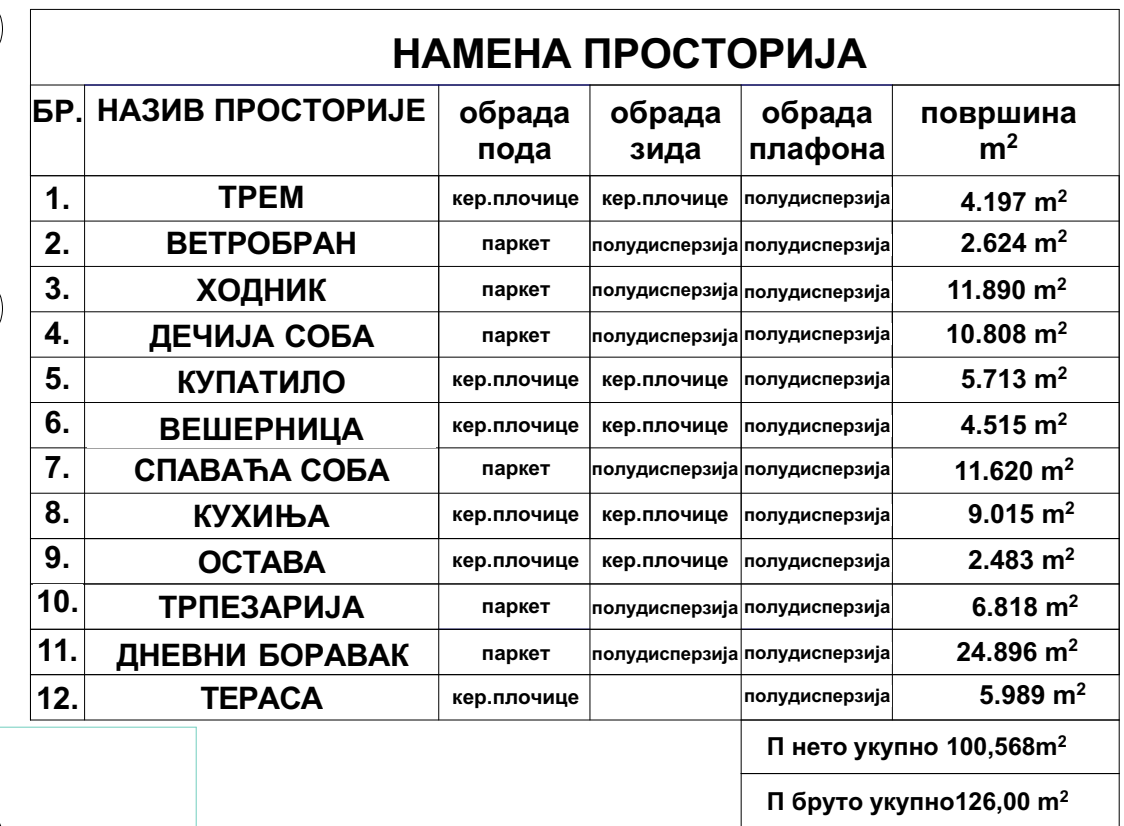 НАМЕНА ПРОСТОРИЈА
БР. НАЗИВ ПРОСТОРИЈЕ обрада пода обрада зида обрада плафона површина m²
1. ТРЕМ кер.плочице кер.плочице полудисперзија 4.197 m²
2. ВЕТРОБРАН паркет полудисперзија полудисперзија 2.624 m²
3. ХОДНИК паркет полудисперзија полудисперзија 11.890 m²
4. ДЕЧИЈА СОБА паркет полудисперзија полудисперзија 10.808 m²
5. КУПАТИЛО кер.плочице кер.плочице полудисперзија 5.713 m²
6. ВЕШЕРНИЦА кер.плочице кер.плочице полудисперзија 4.515 m²
7. СПАВАЋА СОБА паркет полудисперзија полудисперзија 11.620 m²
8. КУХИЊА кер.плочице кер.плочице полудисперзија 9.015 m²
9. ОСТАВА кер.плочице кер.плочице полудисперзија 2.483 m²
10. ТРПЕЗАРИЈА паркет полудисперзија полудисперзија 6.818 m²
11. ДНЕВНИ БОРАВАК паркет полудисперзија полудисперзија 24.896 m²
12. ТЕРАСА кер.плочице полудисперзија 5.989 m²
П нето укупно 100,568m²
П бруто укупно126,00 m²